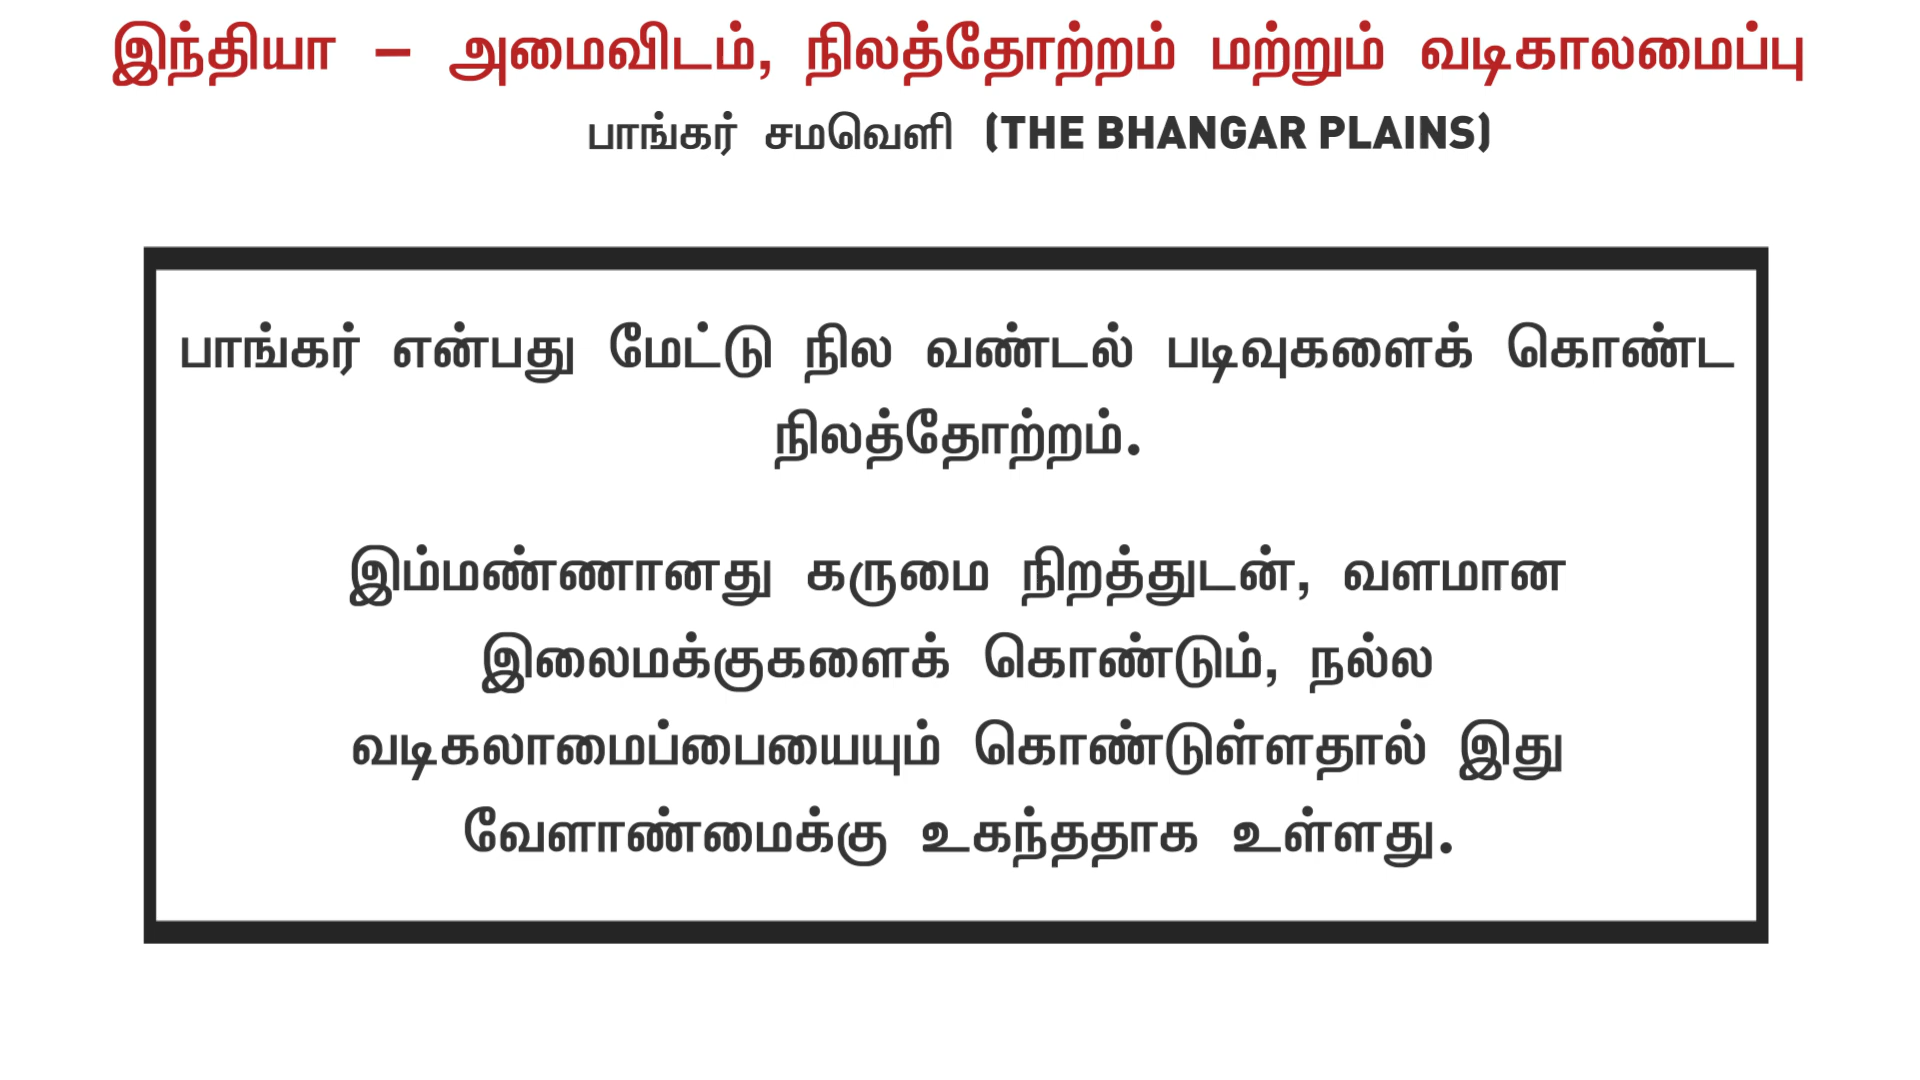 இந்தியா – அமைவிடம், நிலத்தோற்றம் மற்றும் வடிகாலமைப்பு
பாங்கர் சமவெளி (THE BHANGAR PLAINS)
பாங்கர் என்பது மேட்டு நில வண்டல் படிவுகளைக் கொண்ட
நிலத்தோற்றம்.
இம்மண்ணானது கருமை நிறத்துடன், வளமான
இலைமக்குகளைக் கொண்டும், நல்ல
வடிகலாமைப்பையையும் கொண்டுள்ளதால் இது
வேளாண்மைக்கு உகந்ததாக உள்ளது.